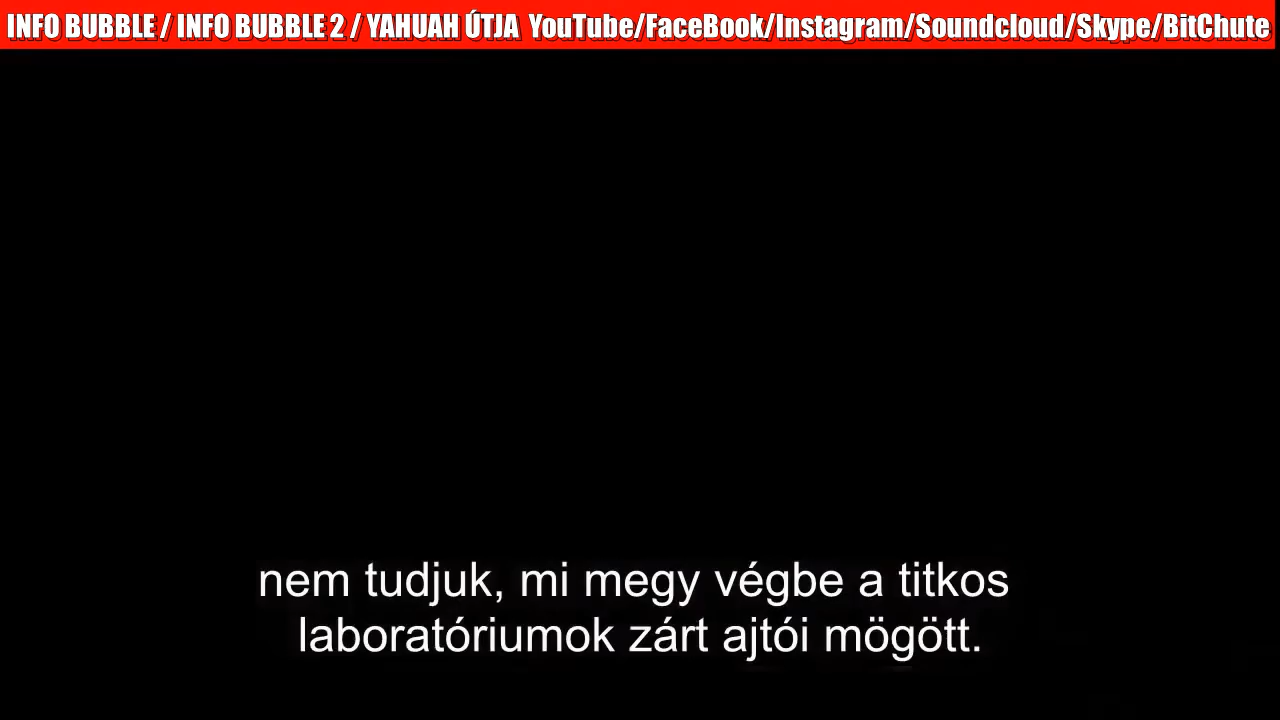 INFO BUBBLE / INFO BUBBLE 2 / YAHUAH ÚTJA YouTube/FaceBook/Instagram/Soundcloud/Skype/BitChute
nem tudjuk, mi megy végbe a titkos
laboratóriumok zárt ajtói mögött.